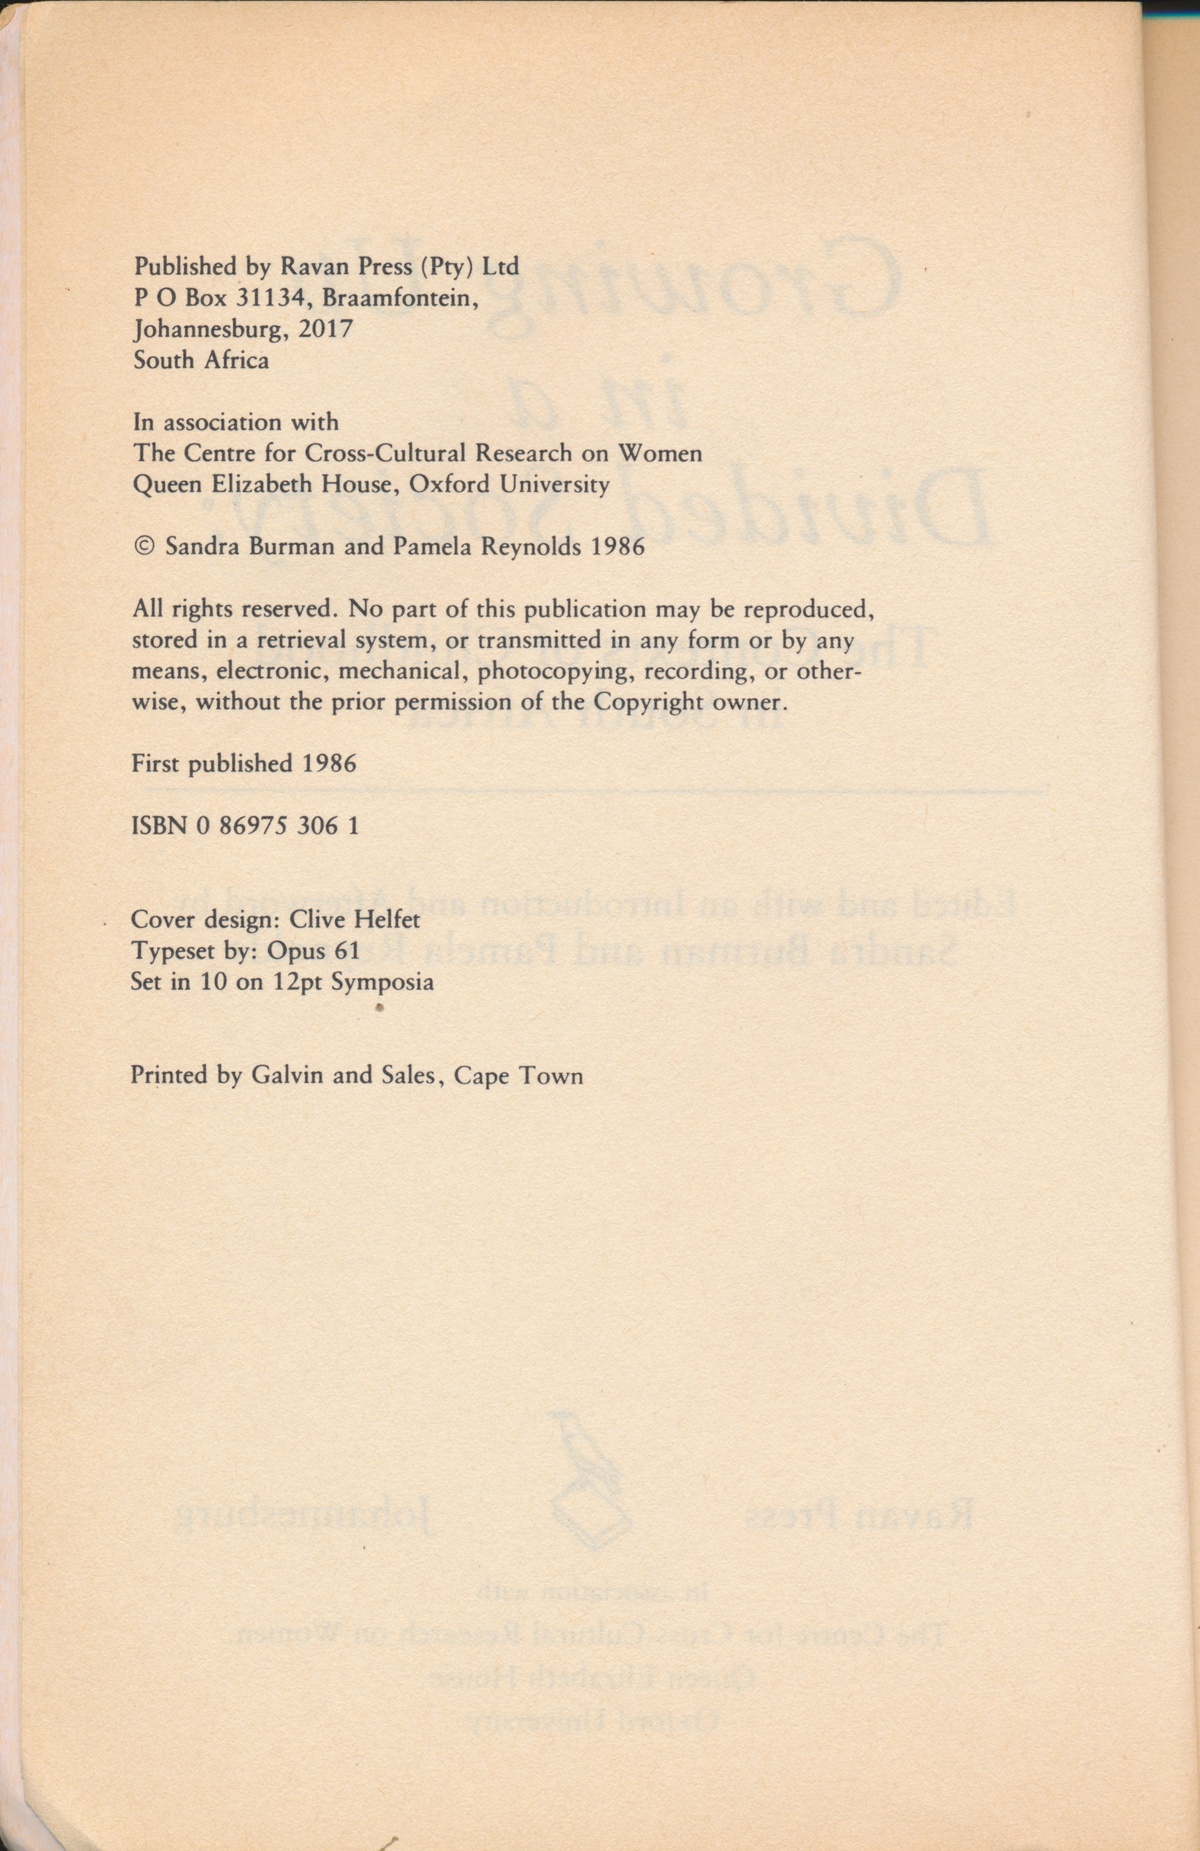 Published by Ravan Press (Pty) Ltd
P O Box 31134, Braamfontein,
Johannesburg, 2017
South Africa
In association with
The Centre for Cross-Cultural Research on Women
Queen Elizabeth House, Oxford University
© Sandra Burman and Pamela Reynolds 1986
All rights reserved. No part of this publication may be reproduced,
stored in a retrieval system, or transmitted in any form or by any
means, electronic, mechanical, photocopying, recording, or other-
wise, without the prior permission of the Copyright owner.
First published 1986
ISBN 0 86975 306 1
Cover design: Clive Helfet
Typeset by: Opus 61
Set in 10 on 12pt Symposia
Printed by Galvin and Sales, Cape Town